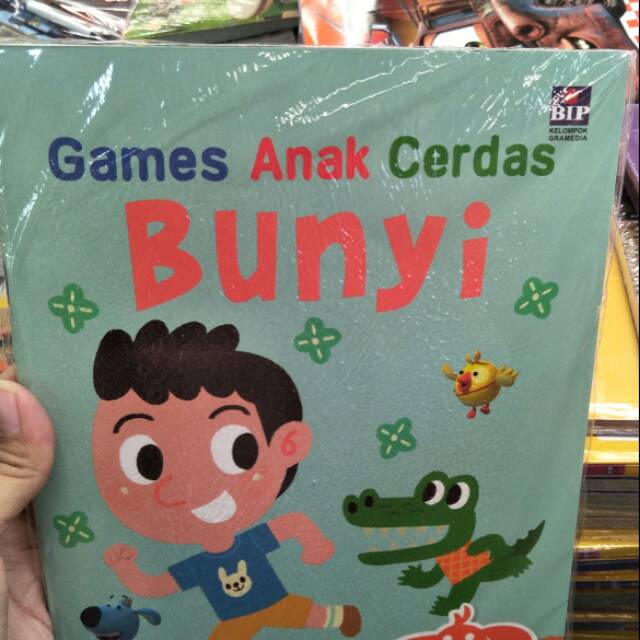 BIP
KELOMPOK
GRAMEDIA
Games Anak Cerdas
Bunyi